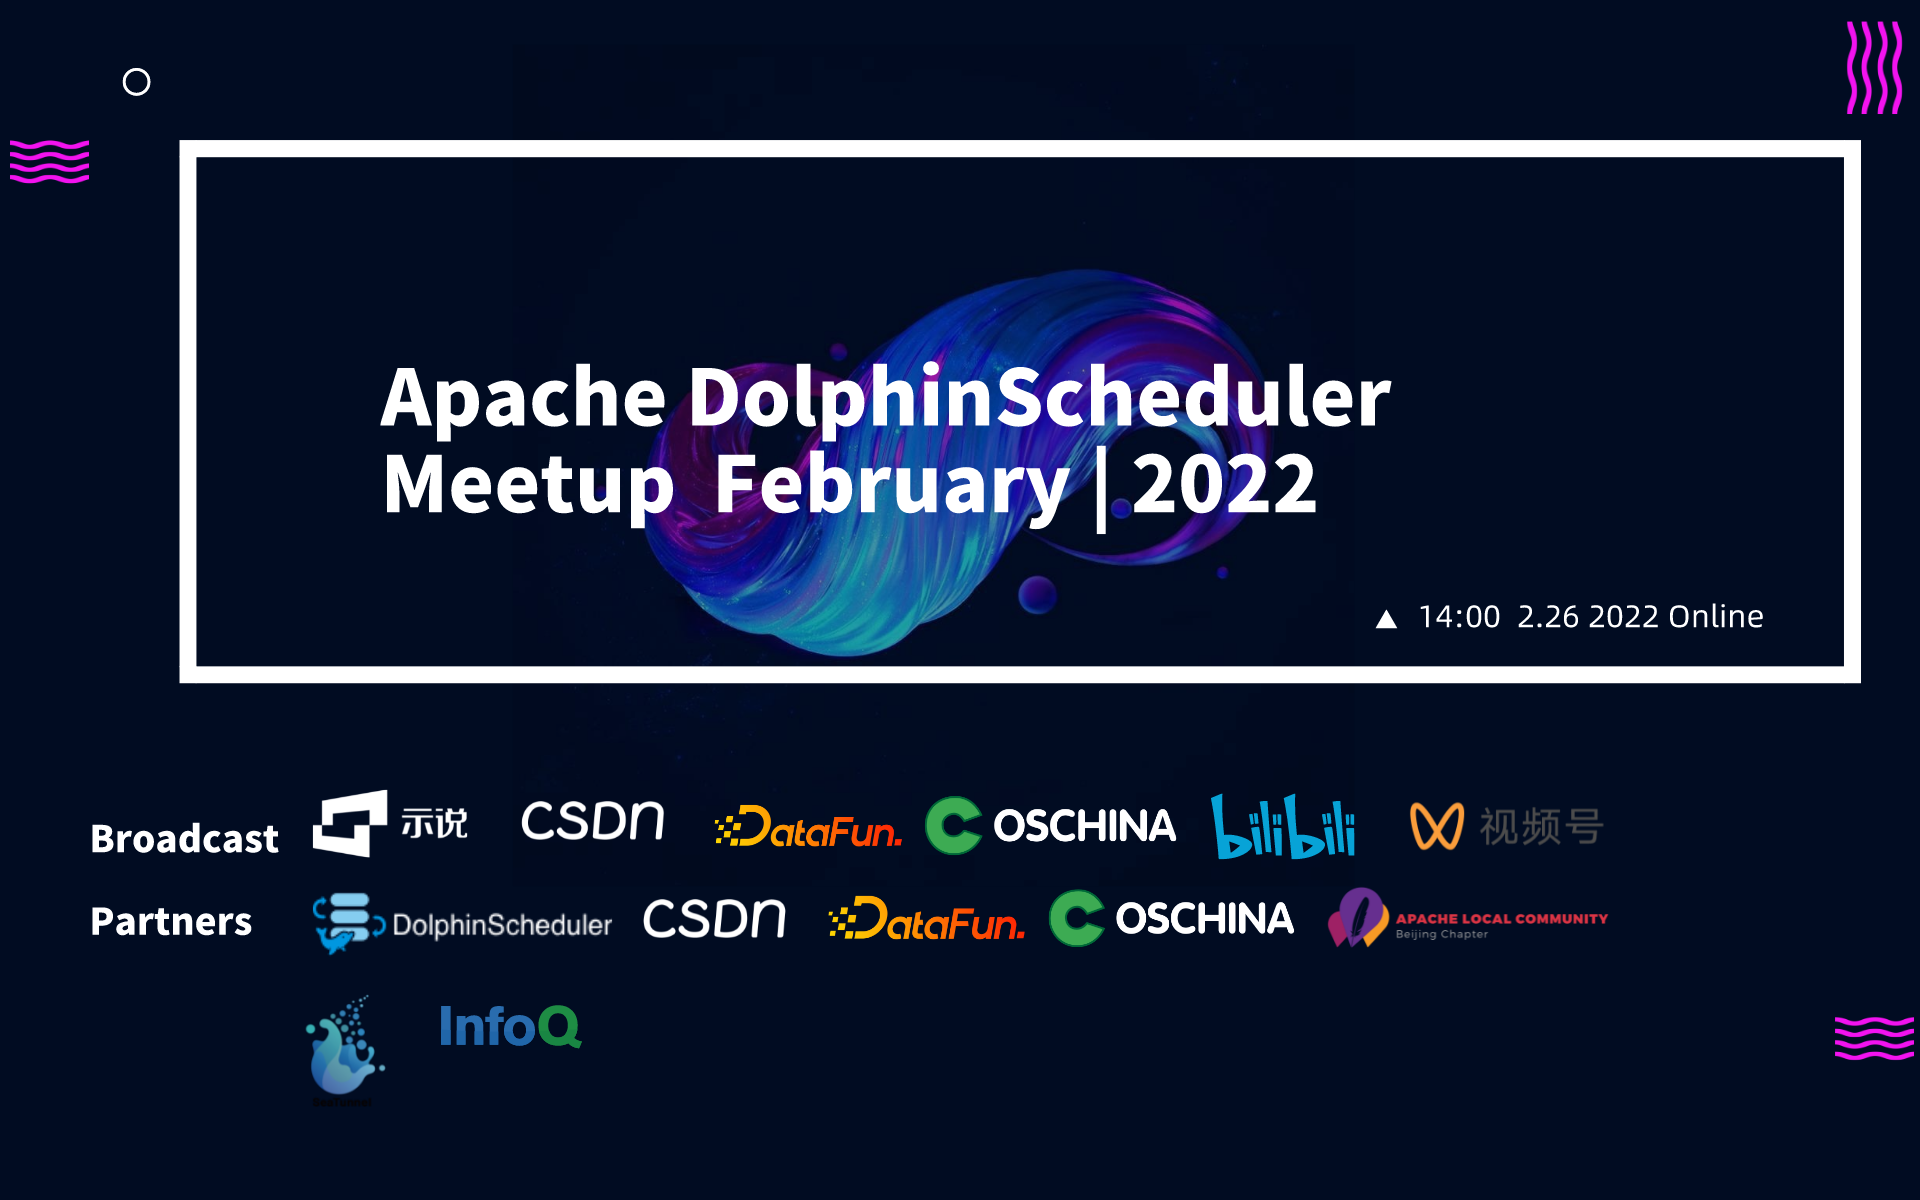 Apache DolphinScheduler
Meetup February | 2022
14:00 2.26 2022 Online
Broadcast 示说 CSDN DataFun. OSCHINA bilibili 视频号
Partners DolphinScheduler CSDN DataFun. OSCHINA APACHE LOCAL COMMUNITY
Beijing Chapter
InfoQ